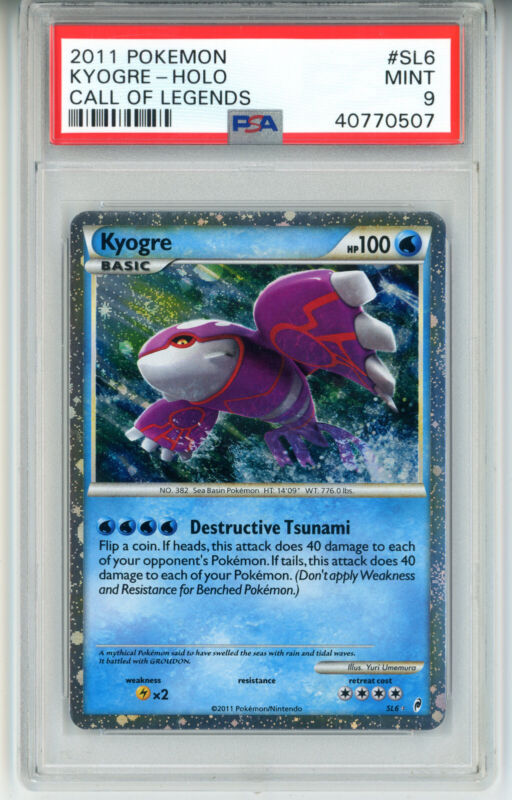 2011 POKEMON #SL6
KYOGRE - HOLO MINT
CALL OF LEGENDS 9
PSA 40770507
Kyogre HP100
BASIC
NO. 382 Sea Basin Pokémon HT: 14'09" WT: 776.0 lbs.
Destructive Tsunami
Flip a coin. If heads, this attack does 40 damage to each
of your opponent's Pokémon. If tails, this attack does 40
damage to each of your Pokémon. (Don't apply Weakness
and Resistance for Benched Pokémon.)
A mythical Pokémon said to have swelled the seas with rain and tidal waves.
It battled with GROUDON.
Illus. Yuri Umemura
weakness resistance retreat cost
×2
©2011 Pokémon/Nintendo SL6